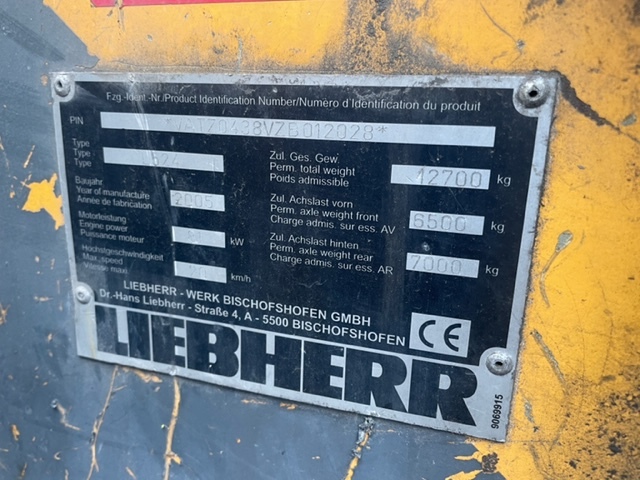 Fzg.-Ident.-Nr./Product Identification Number/Numéro d'Identification du produit
PIN VZB012028*
Type
Type
Type
Baujahr
Year of manufacture 2005
Année de fabrication
Motorleistung
Engine power kW
Puissance moteur
Höchstgeschwindigkeit
Max. speed km/h
Vitesse maxi
Zul. Ges. Gew.
Perm. total weight 12700 kg
Poids admissible
Zul. Achslast vorn
Perm. axle weight front 6500 kg
Charge admis. sur ess. AV
Zul. Achslast hinten
Perm. axle weight rear 7000 kg
Charge admis. sur ess. AR
LIEBHERR - WERK BISCHOFSHOFEN GMBH
Dr.-Hans Liebherr - Straße 4, A - 5500 BISCHOFSHOFEN
CE
LIEBHERR
9069915